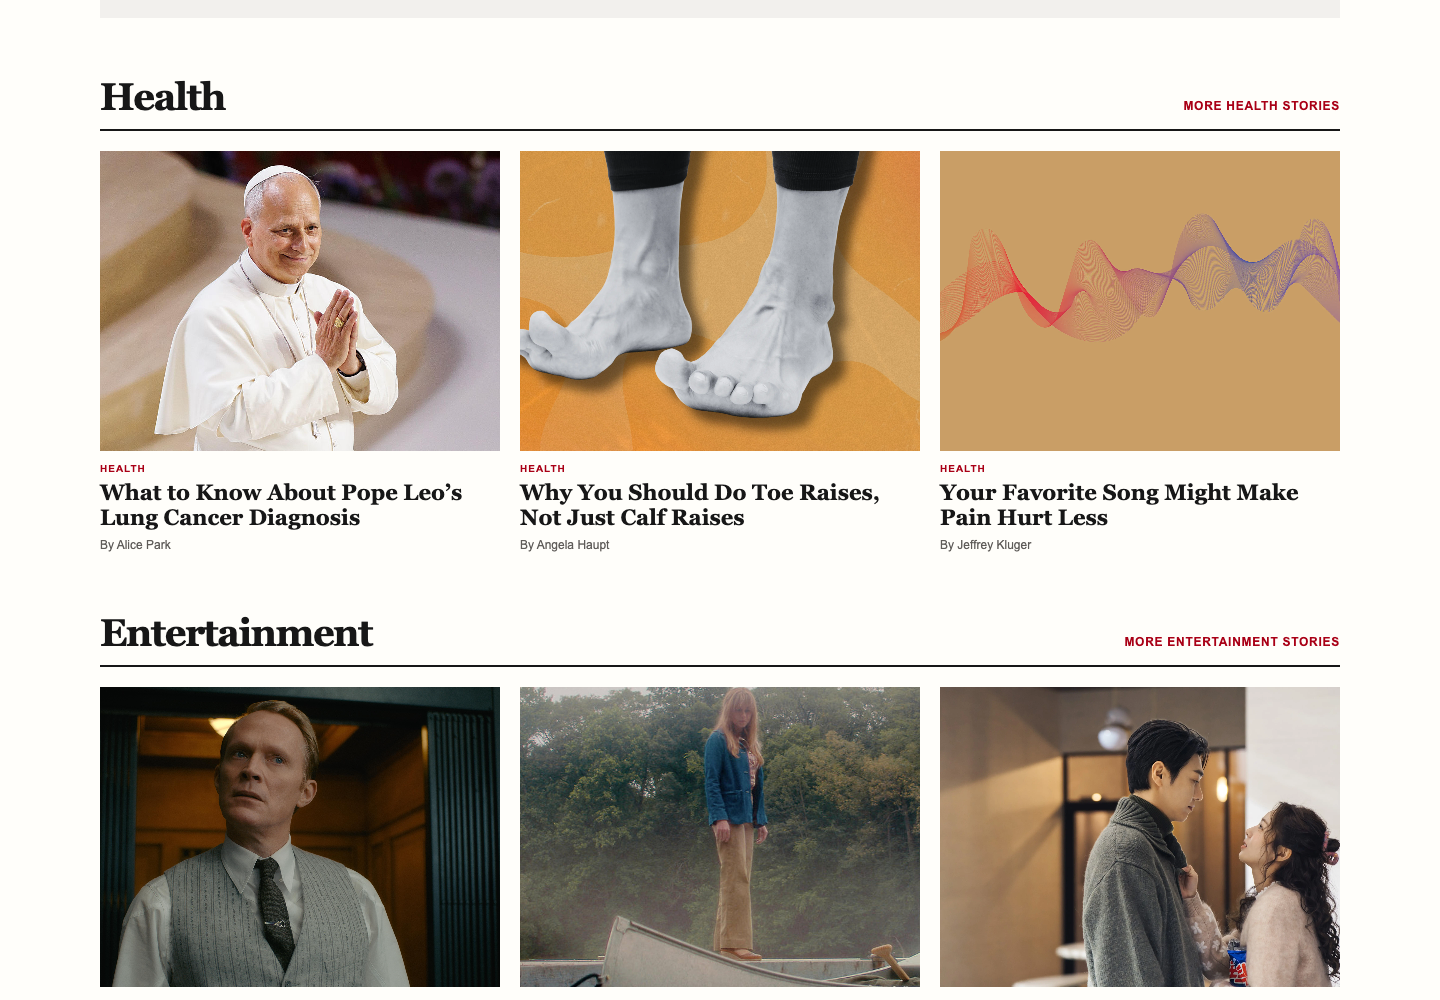 Health
MORE HEALTH STORIES
HEALTH
What to Know About Pope Leo’s
Lung Cancer Diagnosis
By Alice Park
HEALTH
Why You Should Do Toe Raises,
Not Just Calf Raises
By Angela Haupt
HEALTH
Your Favorite Song Might Make
Pain Hurt Less
By Jeffrey Kluger
Entertainment
MORE ENTERTAINMENT STORIES